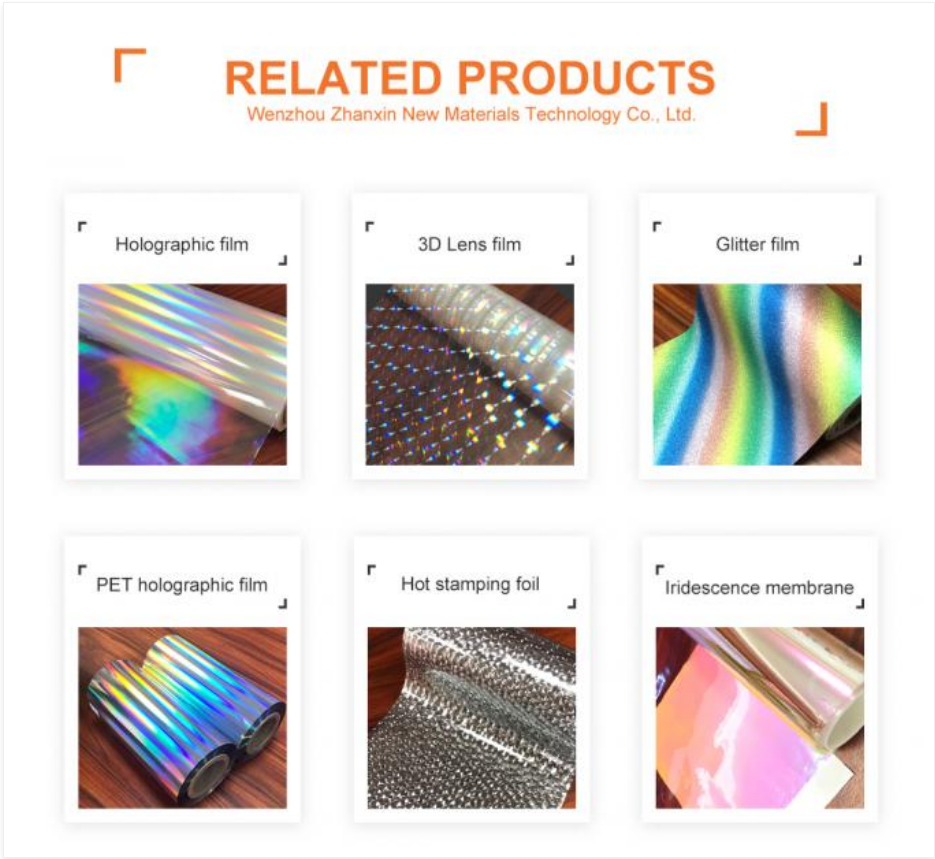 RELATED PRODUCTS
Wenzhou Zhanxin New Materials Technology Co., Ltd.
Holographic film
3D Lens film
Glitter film
PET holographic film
Hot stamping foil
Iridescence membrane